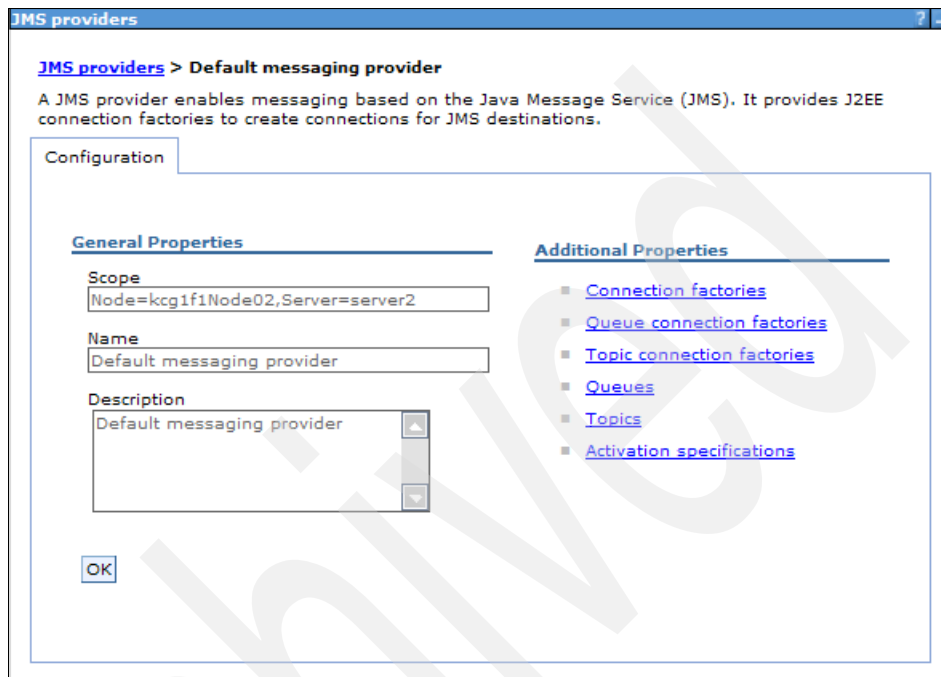 JMS providers
?
JMS providers > Default messaging provider
A JMS provider enables messaging based on the Java Message Service (JMS). It provides J2EE
connection factories to create connections for JMS destinations.
Configuration
General Properties
Scope
Node=kcg1f1Node02,Server=server2
Name
Default messaging provider
Description
Default messaging provider
OK
Additional Properties
Connection factories
Queue connection factories
Topic connection factories
Queues
Topics
Activation specifications
hived